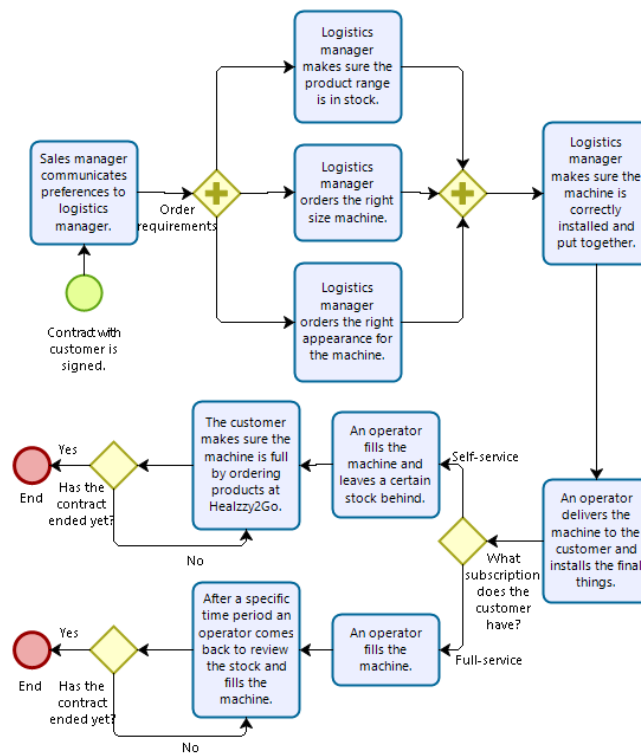 Logistics
manager
makes sure the
product range
is in stock.
Sales manager
communicates
preferences to
logistics
manager.
Order
requirements
Logistics
manager
orders the right
size machine.
Logistics
manager
makes sure the
machine is
correctly
installed and
put together.
Logistics
manager
orders the right
appearance for
the machine.
Contract with
customer is
signed.
The customer
makes sure the
machine is full
by ordering
products at
Healzzy2Go.
An operator
fills the
machine and
leaves a certain
stock behind.
Self-service
Yes
End
Has the
contract ended
yet?
No
An operator
delivers the
machine to the
customer and
installs the final
things.
What
subscription
does the
customer
have?
After a specific
time period an
operator comes
back to review
the stock and
fills the
machine.
An operator
fills the
machine.
Full-service
Yes
End
Has the
contract ended
yet?
No